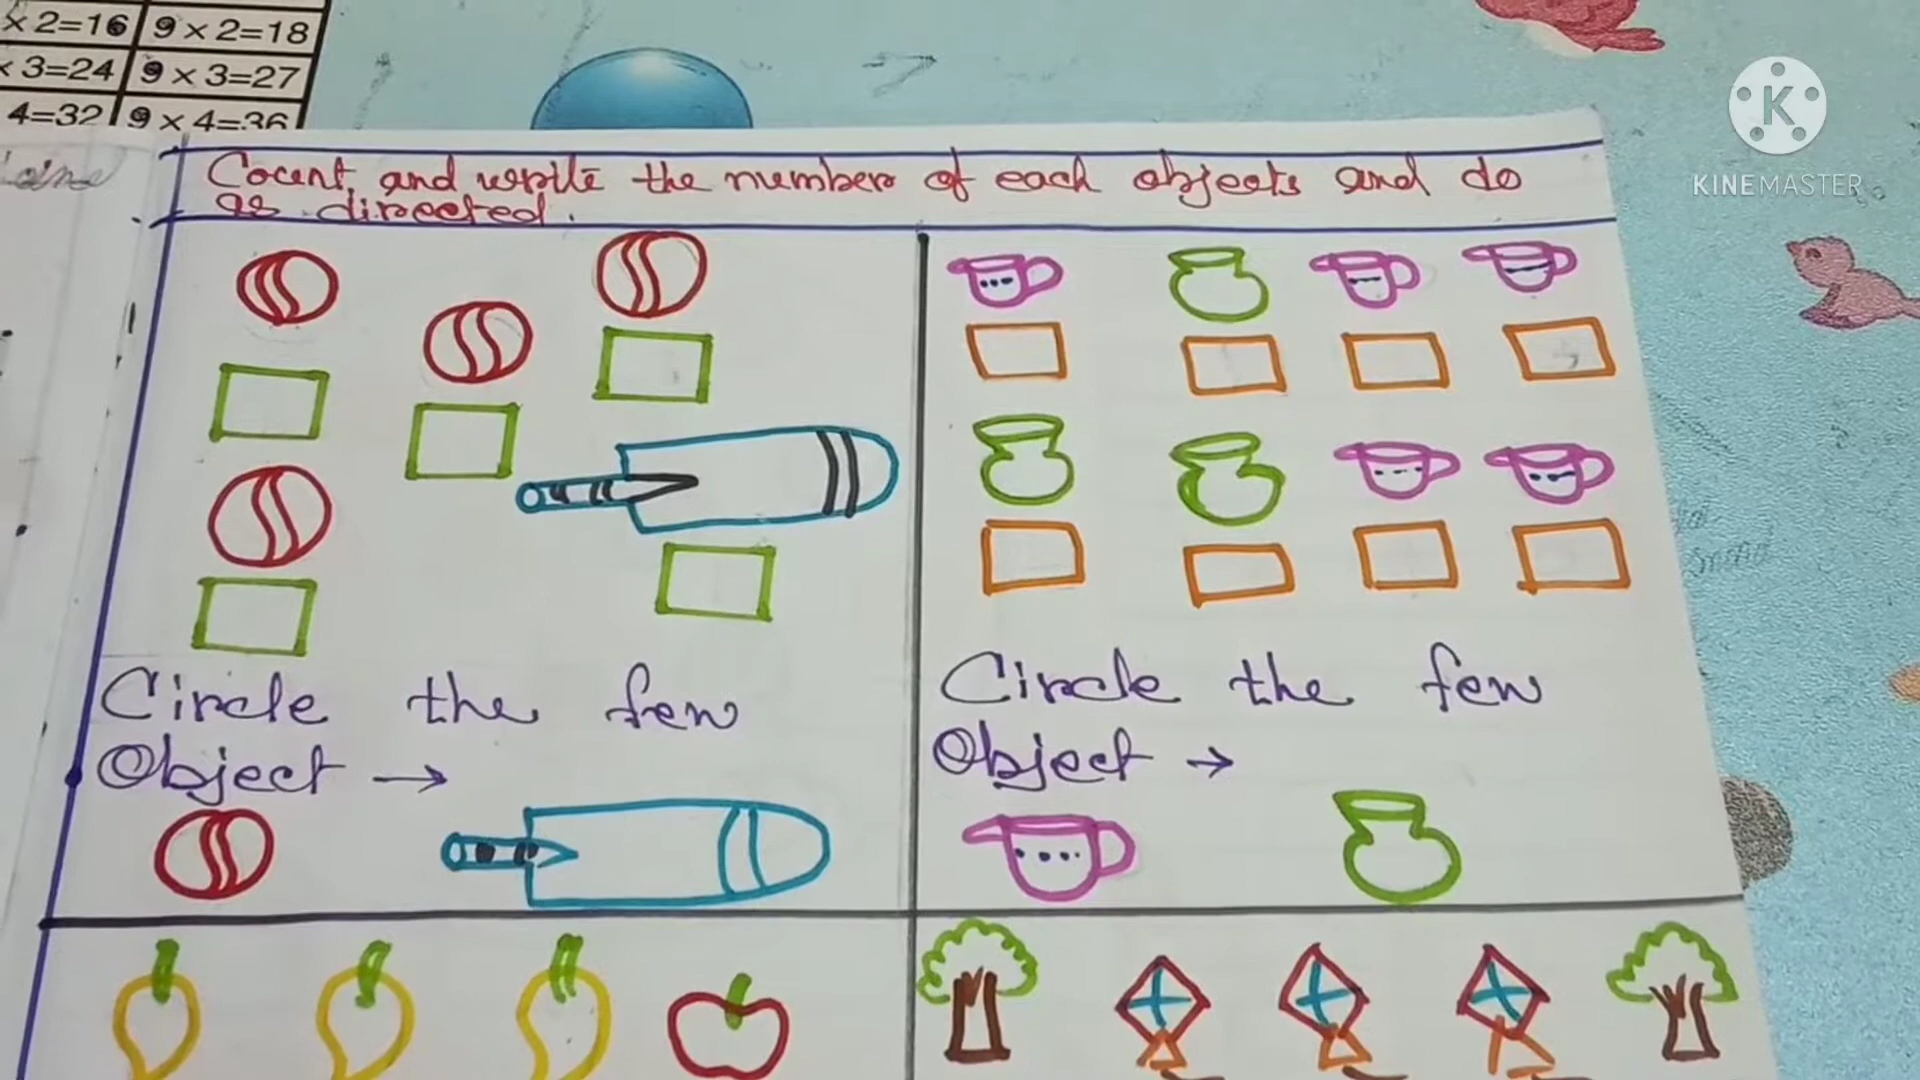 × 2=16 9 × 2=18
× 3=24 9 × 3=27
4=32 9 × 4=36
KINEMASTER
Count and write the number of each objects and do
as directed.
Circle the few
Object →
Circle the few
Object →